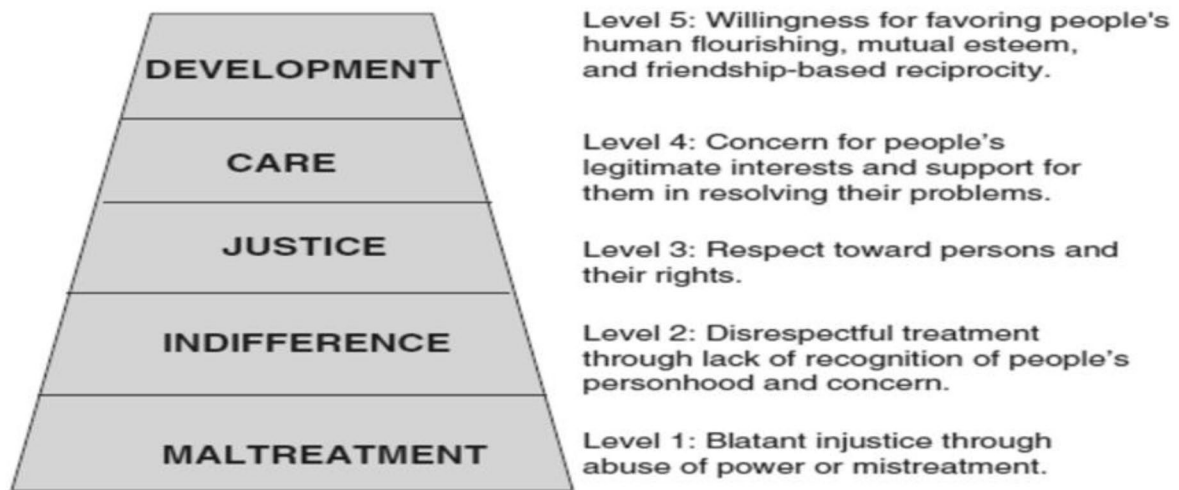 DEVELOPMENT
Level 5: Willingness for favoring people's
human flourishing, mutual esteem,
and friendship-based reciprocity.
CARE
Level 4: Concern for people’s
legitimate interests and support for
them in resolving their problems.
JUSTICE
Level 3: Respect toward persons and
their rights.
INDIFFERENCE
Level 2: Disrespectful treatment
through lack of recognition of people’s
personhood and concern.
MALTREATMENT
Level 1: Blatant injustice through
abuse of power or mistreatment.